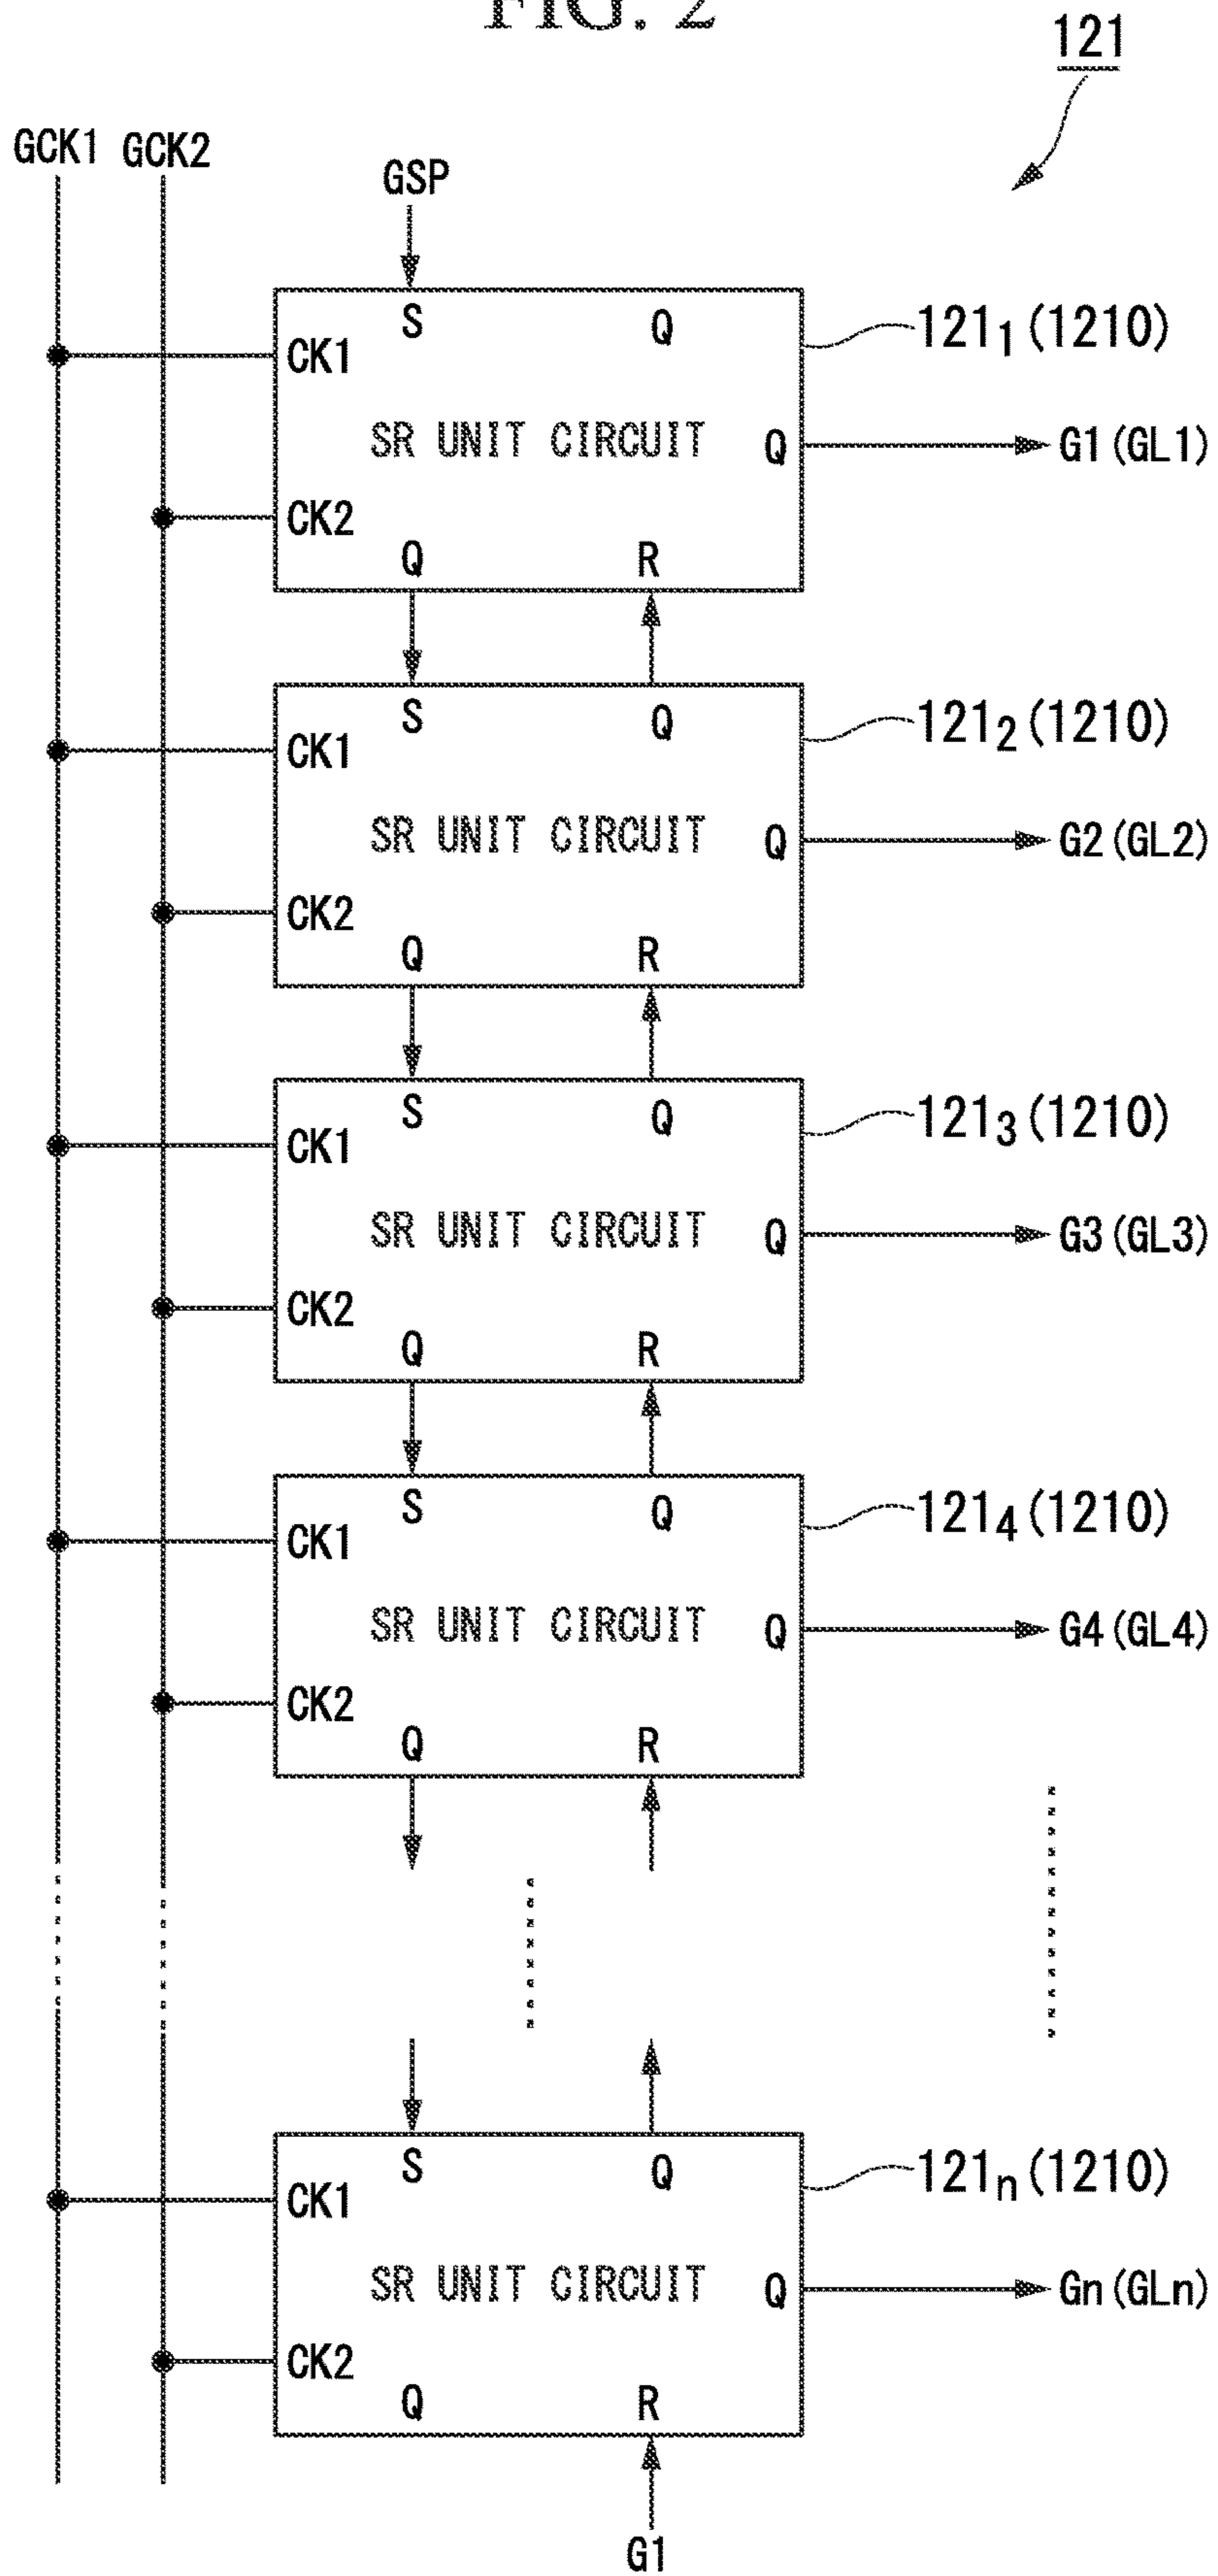 FIG. 2
121
GCK1 GCK2
GSP
S Q
121₁ (1210)
CK1
SR UNIT CIRCUIT Q G1 (GL1)
CK2
Q R
S Q
121₂ (1210)
CK1
SR UNIT CIRCUIT Q G2 (GL2)
CK2
Q R
S Q
121₃ (1210)
CK1
SR UNIT CIRCUIT Q G3 (GL3)
CK2
Q R
S Q
121₄ (1210)
CK1
SR UNIT CIRCUIT Q G4 (GL4)
CK2
Q R
S Q
121ₙ (1210)
CK1
SR UNIT CIRCUIT Q Gn (GLn)
CK2
Q R
G1